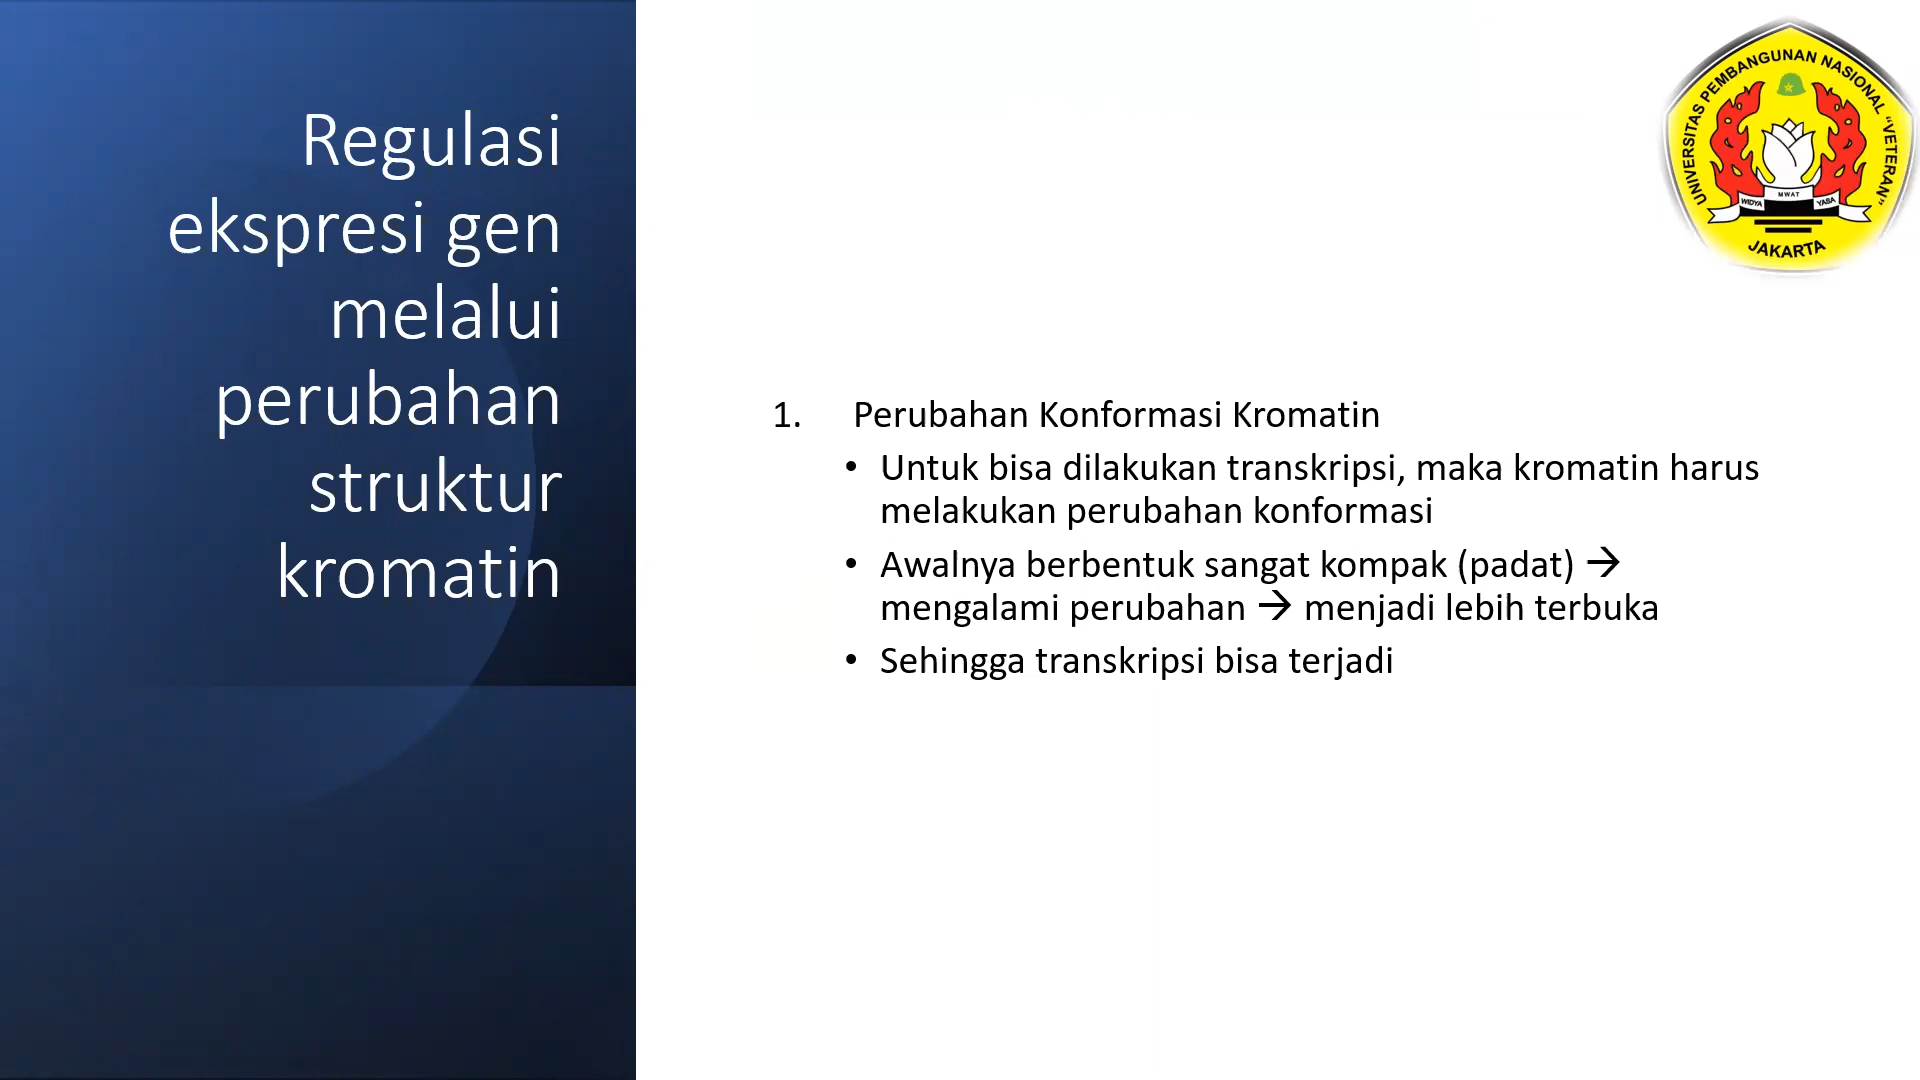 Regulasi
ekspresi gen
melalui
perubahan
struktur
kromatin
UNIVERSITAS PEMBANGUNAN NASIONAL "VETERAN"
MWAT
WIDYA
YASA
JAKARTA
1. Perubahan Konformasi Kromatin
• Untuk bisa dilakukan transkripsi, maka kromatin harus
melakukan perubahan konformasi
• Awalnya berbentuk sangat kompak (padat) →
mengalami perubahan → menjadi lebih terbuka
• Sehingga transkripsi bisa terjadi